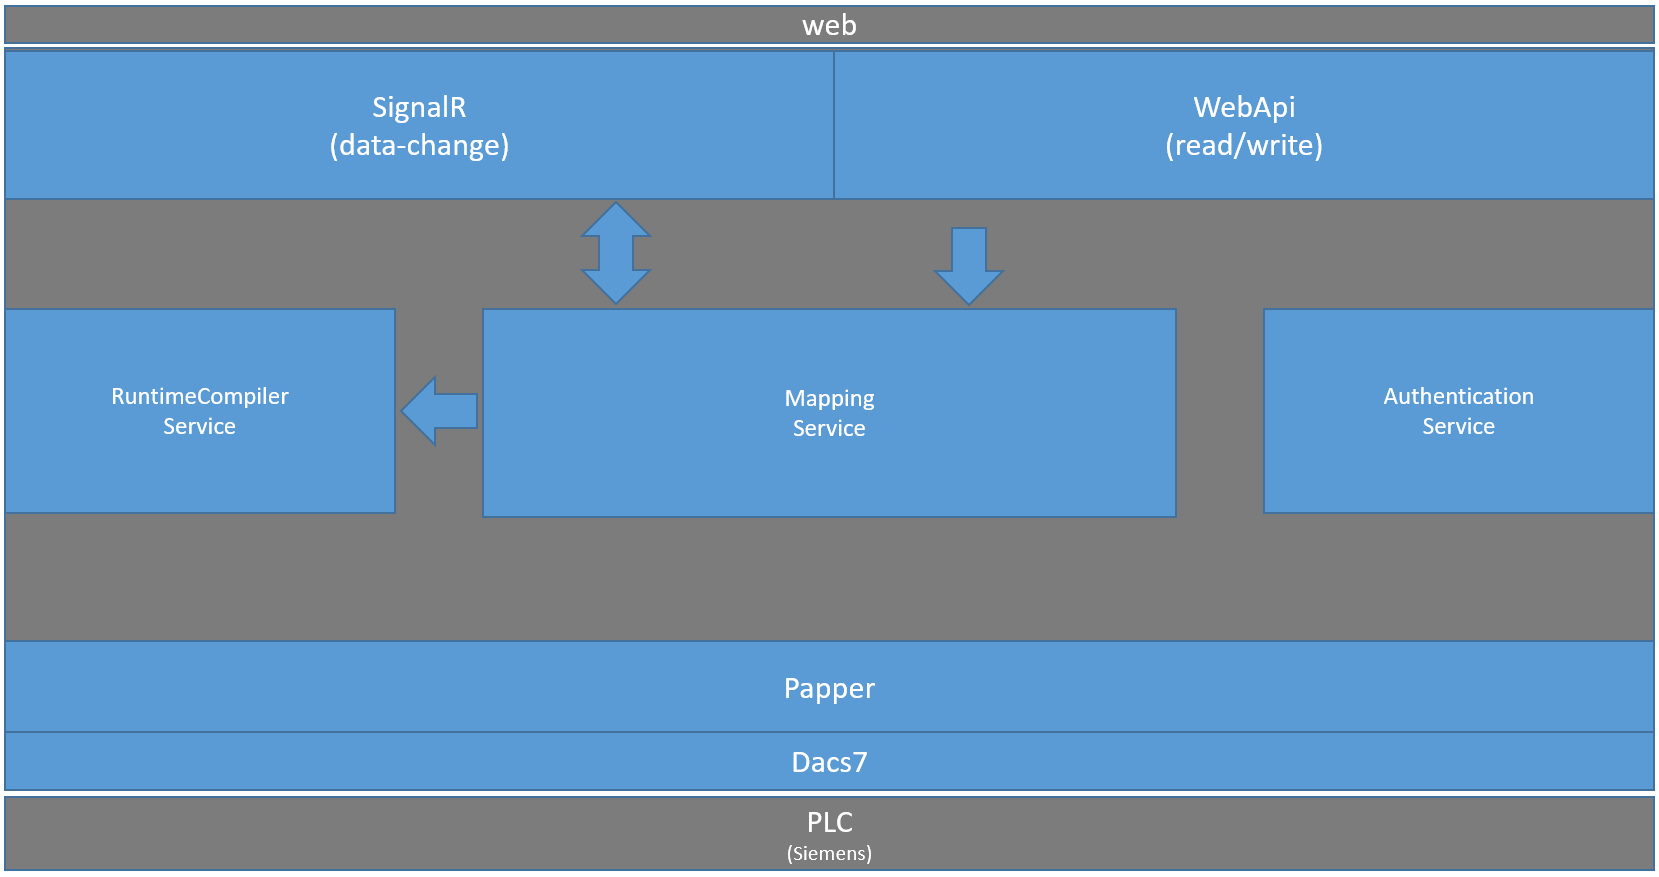 web
SignalR
(data-change)
WebApi
(read/write)
RuntimeCompiler
Service
Mapping
Service
Authentication
Service
Papper
Dacs7
PLC
(Siemens)